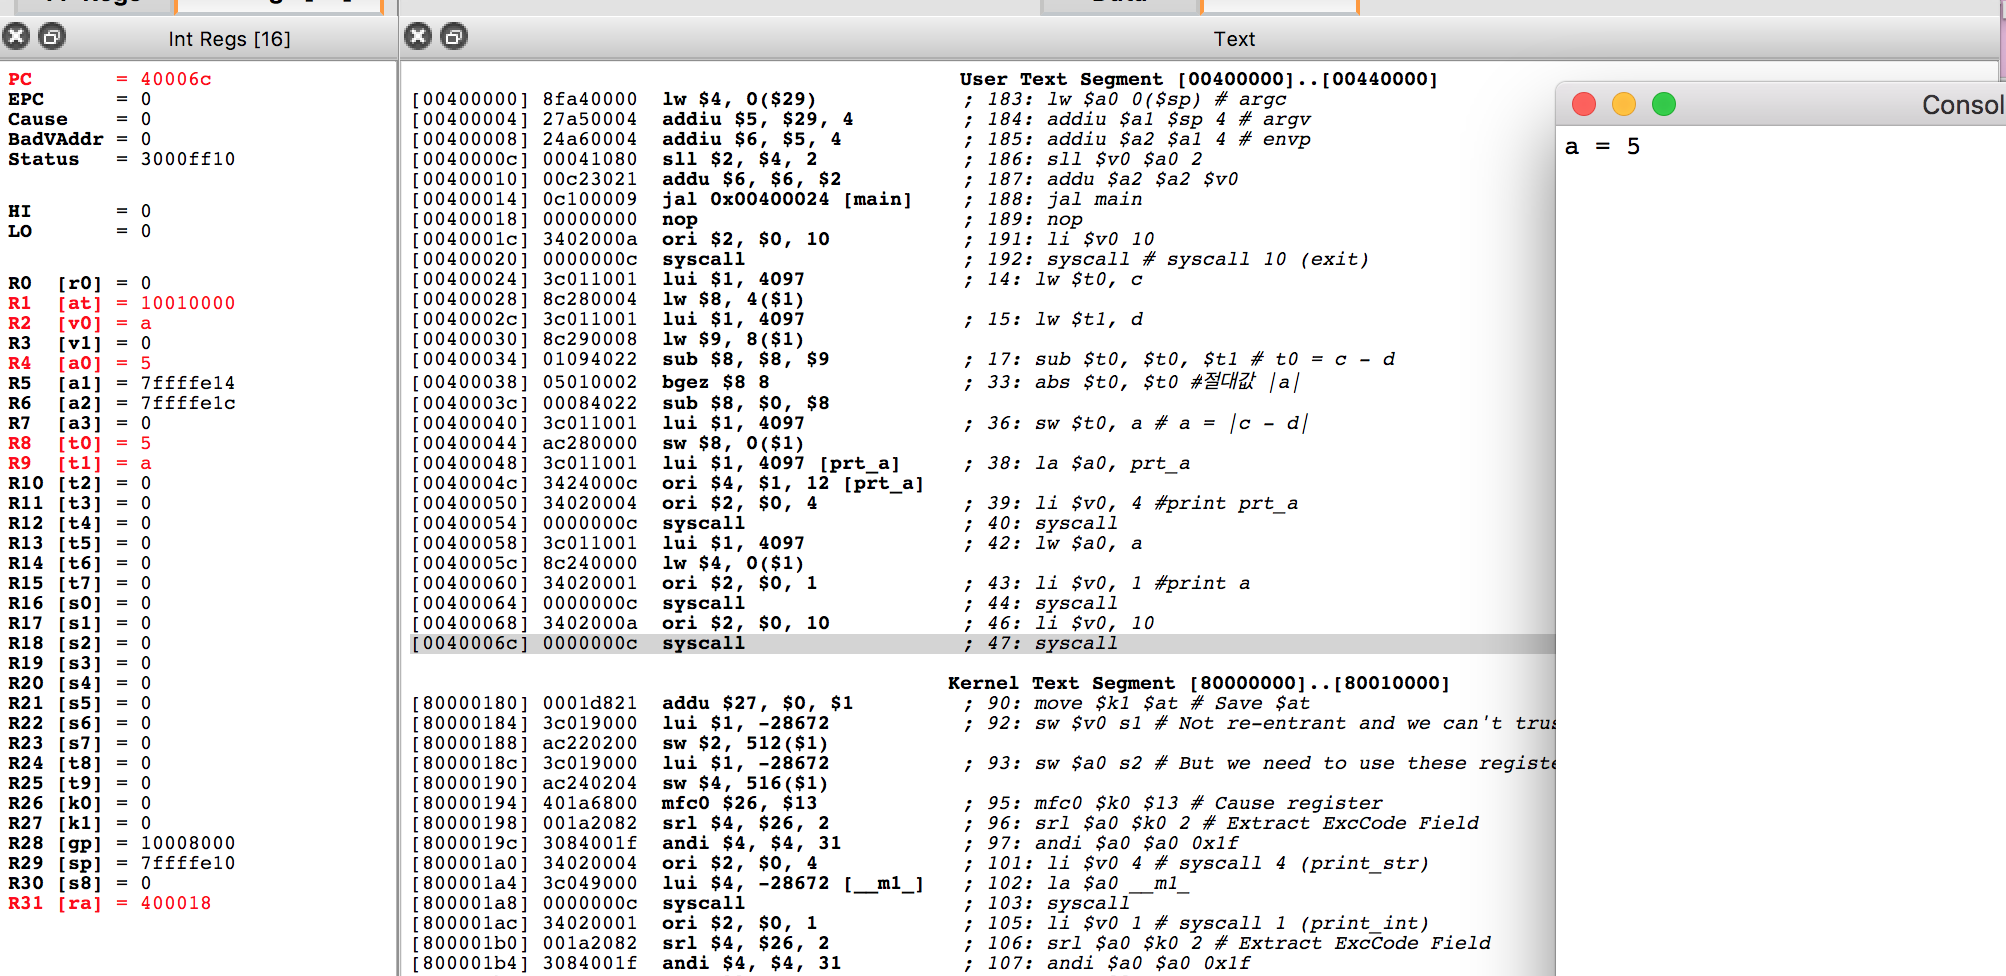 Int Regs [16]
Text
PC = 40006c
EPC = 0
Cause = 0
BadVAddr = 0
Status = 3000ff10
HI = 0
LO = 0
R0 [r0] = 0
R1 [at] = 10010000
R2 [v0] = a
R3 [v1] = 0
R4 [a0] = 5
R5 [a1] = 7ffffe14
R6 [a2] = 7ffffe1c
R7 [a3] = 0
R8 [t0] = 5
R9 [t1] = a
R10 [t2] = 0
R11 [t3] = 0
R12 [t4] = 0
R13 [t5] = 0
R14 [t6] = 0
R15 [t7] = 0
R16 [s0] = 0
R17 [s1] = 0
R18 [s2] = 0
R19 [s3] = 0
R20 [s4] = 0
R21 [s5] = 0
R22 [s6] = 0
R23 [s7] = 0
R24 [t8] = 0
R25 [t9] = 0
R26 [k0] = 0
R27 [k1] = 0
R28 [gp] = 10008000
R29 [sp] = 7ffffe10
R30 [s8] = 0
R31 [ra] = 400018
User Text Segment [00400000]..[00440000]
[00400000] 8fa40000 lw $4, 0($29) ; 183: lw $a0 0($sp) # argc
[00400004] 27a50004 addiu $5, $29, 4 ; 184: addiu $a1 $sp 4 # argv
[00400008] 24a60004 addiu $6, $5, 4 ; 185: addiu $a2 $a1 4 # envp
[0040000c] 00041080 sll $2, $4, 2 ; 186: sll $v0 $a0 2
[00400010] 00c23021 addu $6, $6, $2 ; 187: addu $a2 $a2 $v0
[00400014] 0c100009 jal 0x00400024 [main] ; 188: jal main
[00400018] 00000000 nop ; 189: nop
[0040001c] 3402000a ori $2, $0, 10 ; 191: li $v0 10
[00400020] 0000000c syscall ; 192: syscall # syscall 10 (exit)
[00400024] 3c011001 lui $1, 4097 ; 14: lw $t0, c
[00400028] 8c280004 lw $8, 4($1)
[0040002c] 3c011001 lui $1, 4097 ; 15: lw $t1, d
[00400030] 8c290008 lw $9, 8($1)
[00400034] 01094022 sub $8, $8, $9 ; 17: sub $t0, $t0, $t1 # t0 = c - d
[00400038] 05010002 bgez $8 8 ; 33: abs $t0, $t0 #절대값 |a|
[0040003c] 00084022 sub $8, $0, $8
[00400040] 3c011001 lui $1, 4097 ; 36: sw $t0, a # a = |c - d|
[00400044] ac280000 sw $8, 0($1)
[00400048] 3c011001 lui $1, 4097 [prt_a] ; 38: la $a0, prt_a
[0040004c] 3424000c ori $4, $1, 12 [prt_a]
[00400050] 34020004 ori $2, $0, 4 ; 39: li $v0, 4 #print prt_a
[00400054] 0000000c syscall ; 40: syscall
[00400058] 3c011001 lui $1, 4097 ; 42: lw $a0, a
[0040005c] 8c240000 lw $4, 0($1)
[00400060] 34020001 ori $2, $0, 1 ; 43: li $v0, 1 #print a
[00400064] 0000000c syscall ; 44: syscall
[00400068] 3402000a ori $2, $0, 10 ; 46: li $v0, 10
[0040006c] 0000000c syscall ; 47: syscall
Kernel Text Segment [80000000]..[80010000]
[80000180] 0001d821 addu $27, $0, $1 ; 90: move $k1 $at # Save $at
[80000184] 3c019000 lui $1, -28672 ; 92: sw $v0 s1 # Not re-entrant and we can't trus
[80000188] ac220200 sw $2, 512($1)
[8000018c] 3c019000 lui $1, -28672 ; 93: sw $a0 s2 # But we need to use these registe
[80000190] ac240204 sw $4, 516($1)
[80000194] 401a6800 mfc0 $26, $13 ; 95: mfc0 $k0 $13 # Cause register
[80000198] 001a2082 srl $4, $26, 2 ; 96: srl $a0 $k0 2 # Extract ExcCode Field
[8000019c] 3084001f andi $4, $4, 31 ; 97: andi $a0 $a0 0x1f
[800001a0] 34020004 ori $2, $0, 4 ; 101: li $v0 4 # syscall 4 (print_str)
[800001a4] 3c049000 lui $4, -28672 [__m1_] ; 102: la $a0 __m1_
[800001a8] 0000000c syscall ; 103: syscall
[800001ac] 34020001 ori $2, $0, 1 ; 105: li $v0 1 # syscall 1 (print_int)
[800001b0] 001a2082 srl $4, $26, 2 ; 106: srl $a0 $k0 2 # Extract ExcCode Field
[800001b4] 3084001f andi $4, $4, 31 ; 107: andi $a0 $a0 0x1f
Consol
a = 5